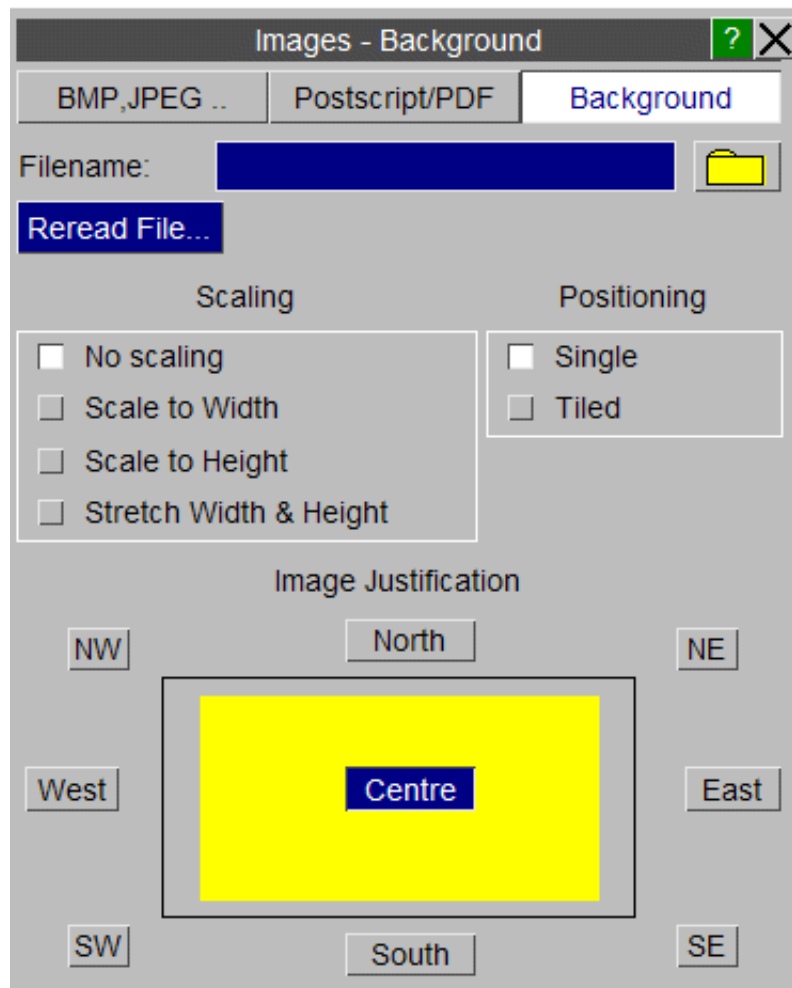 Images - Background ?
BMP,JPEG .. Postscript/PDF Background
Filename:
Reread File...
Scaling Positioning
No scaling Single
Scale to Width Tiled
Scale to Height
Stretch Width & Height
Image Justification
NW North NE
West Centre East
SW South SE